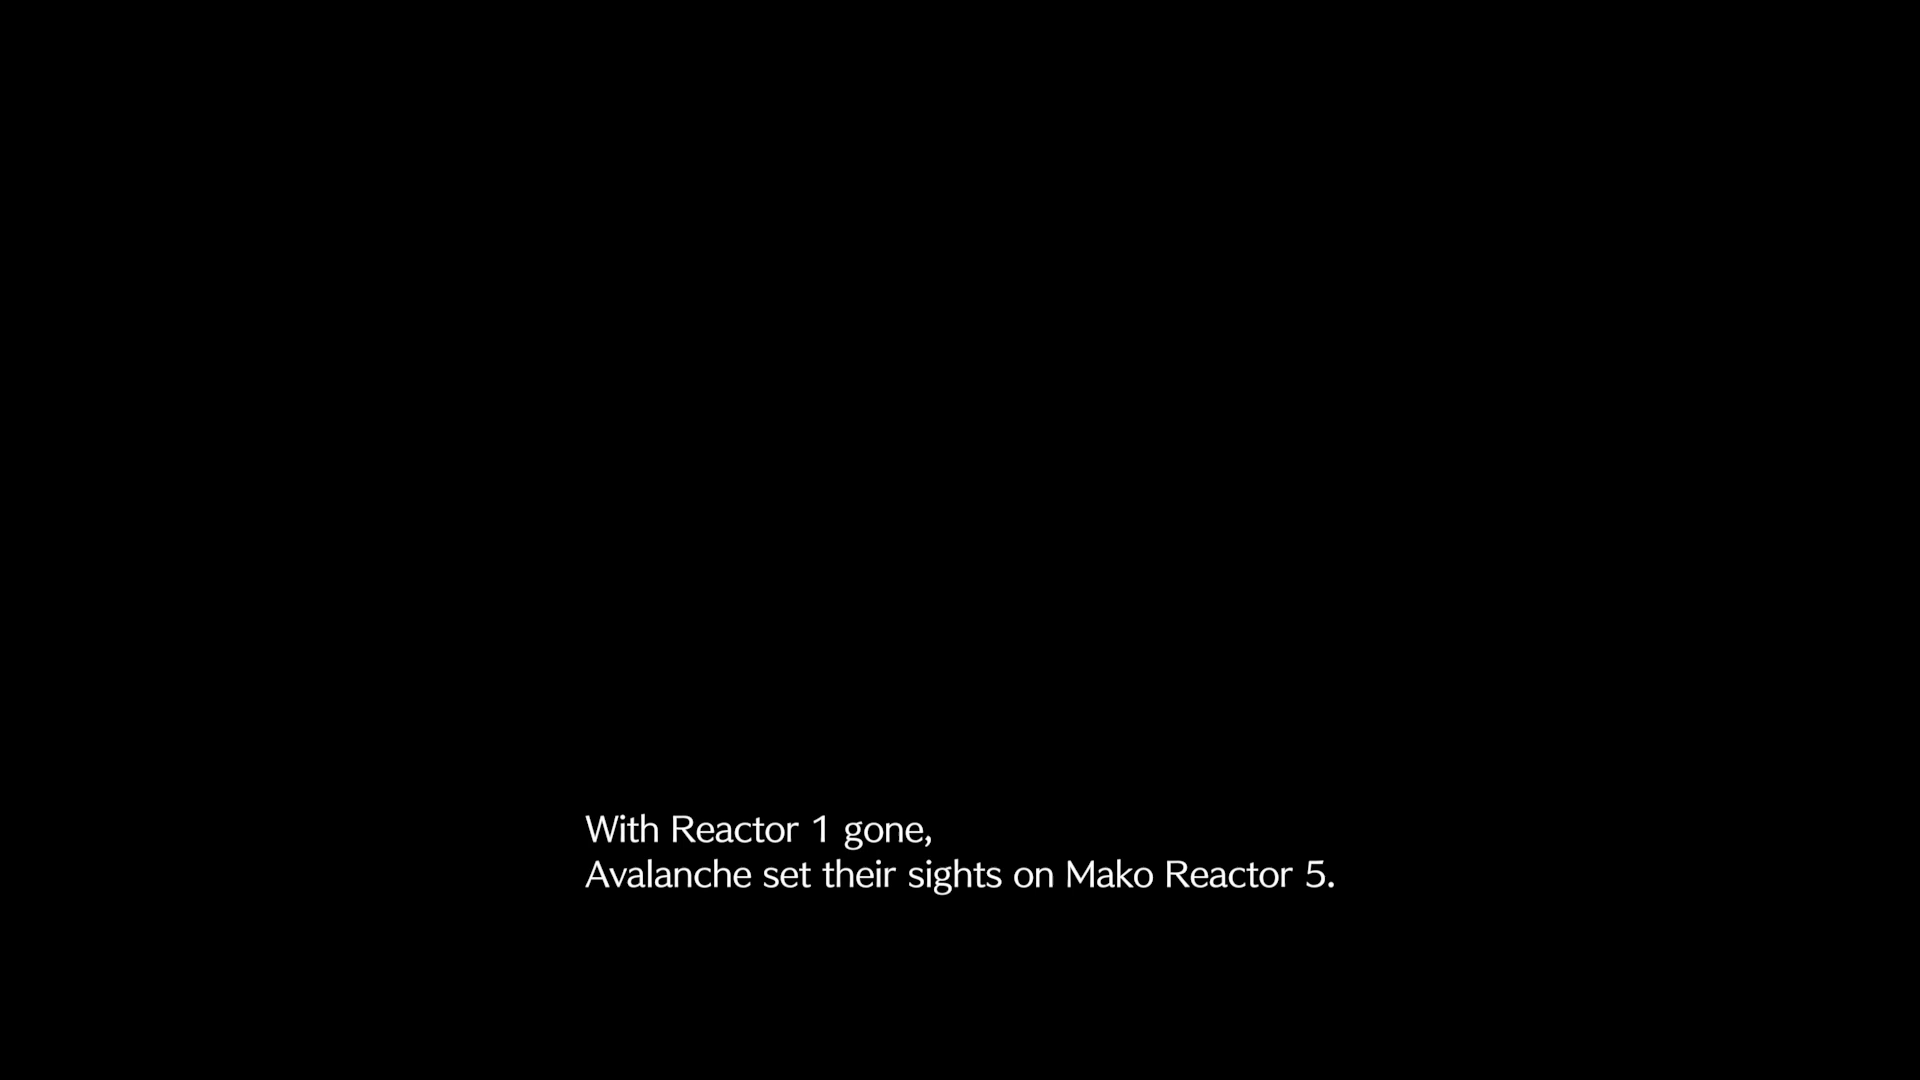 With Reactor 1 gone,
Avalanche set their sights on Mako Reactor 5.